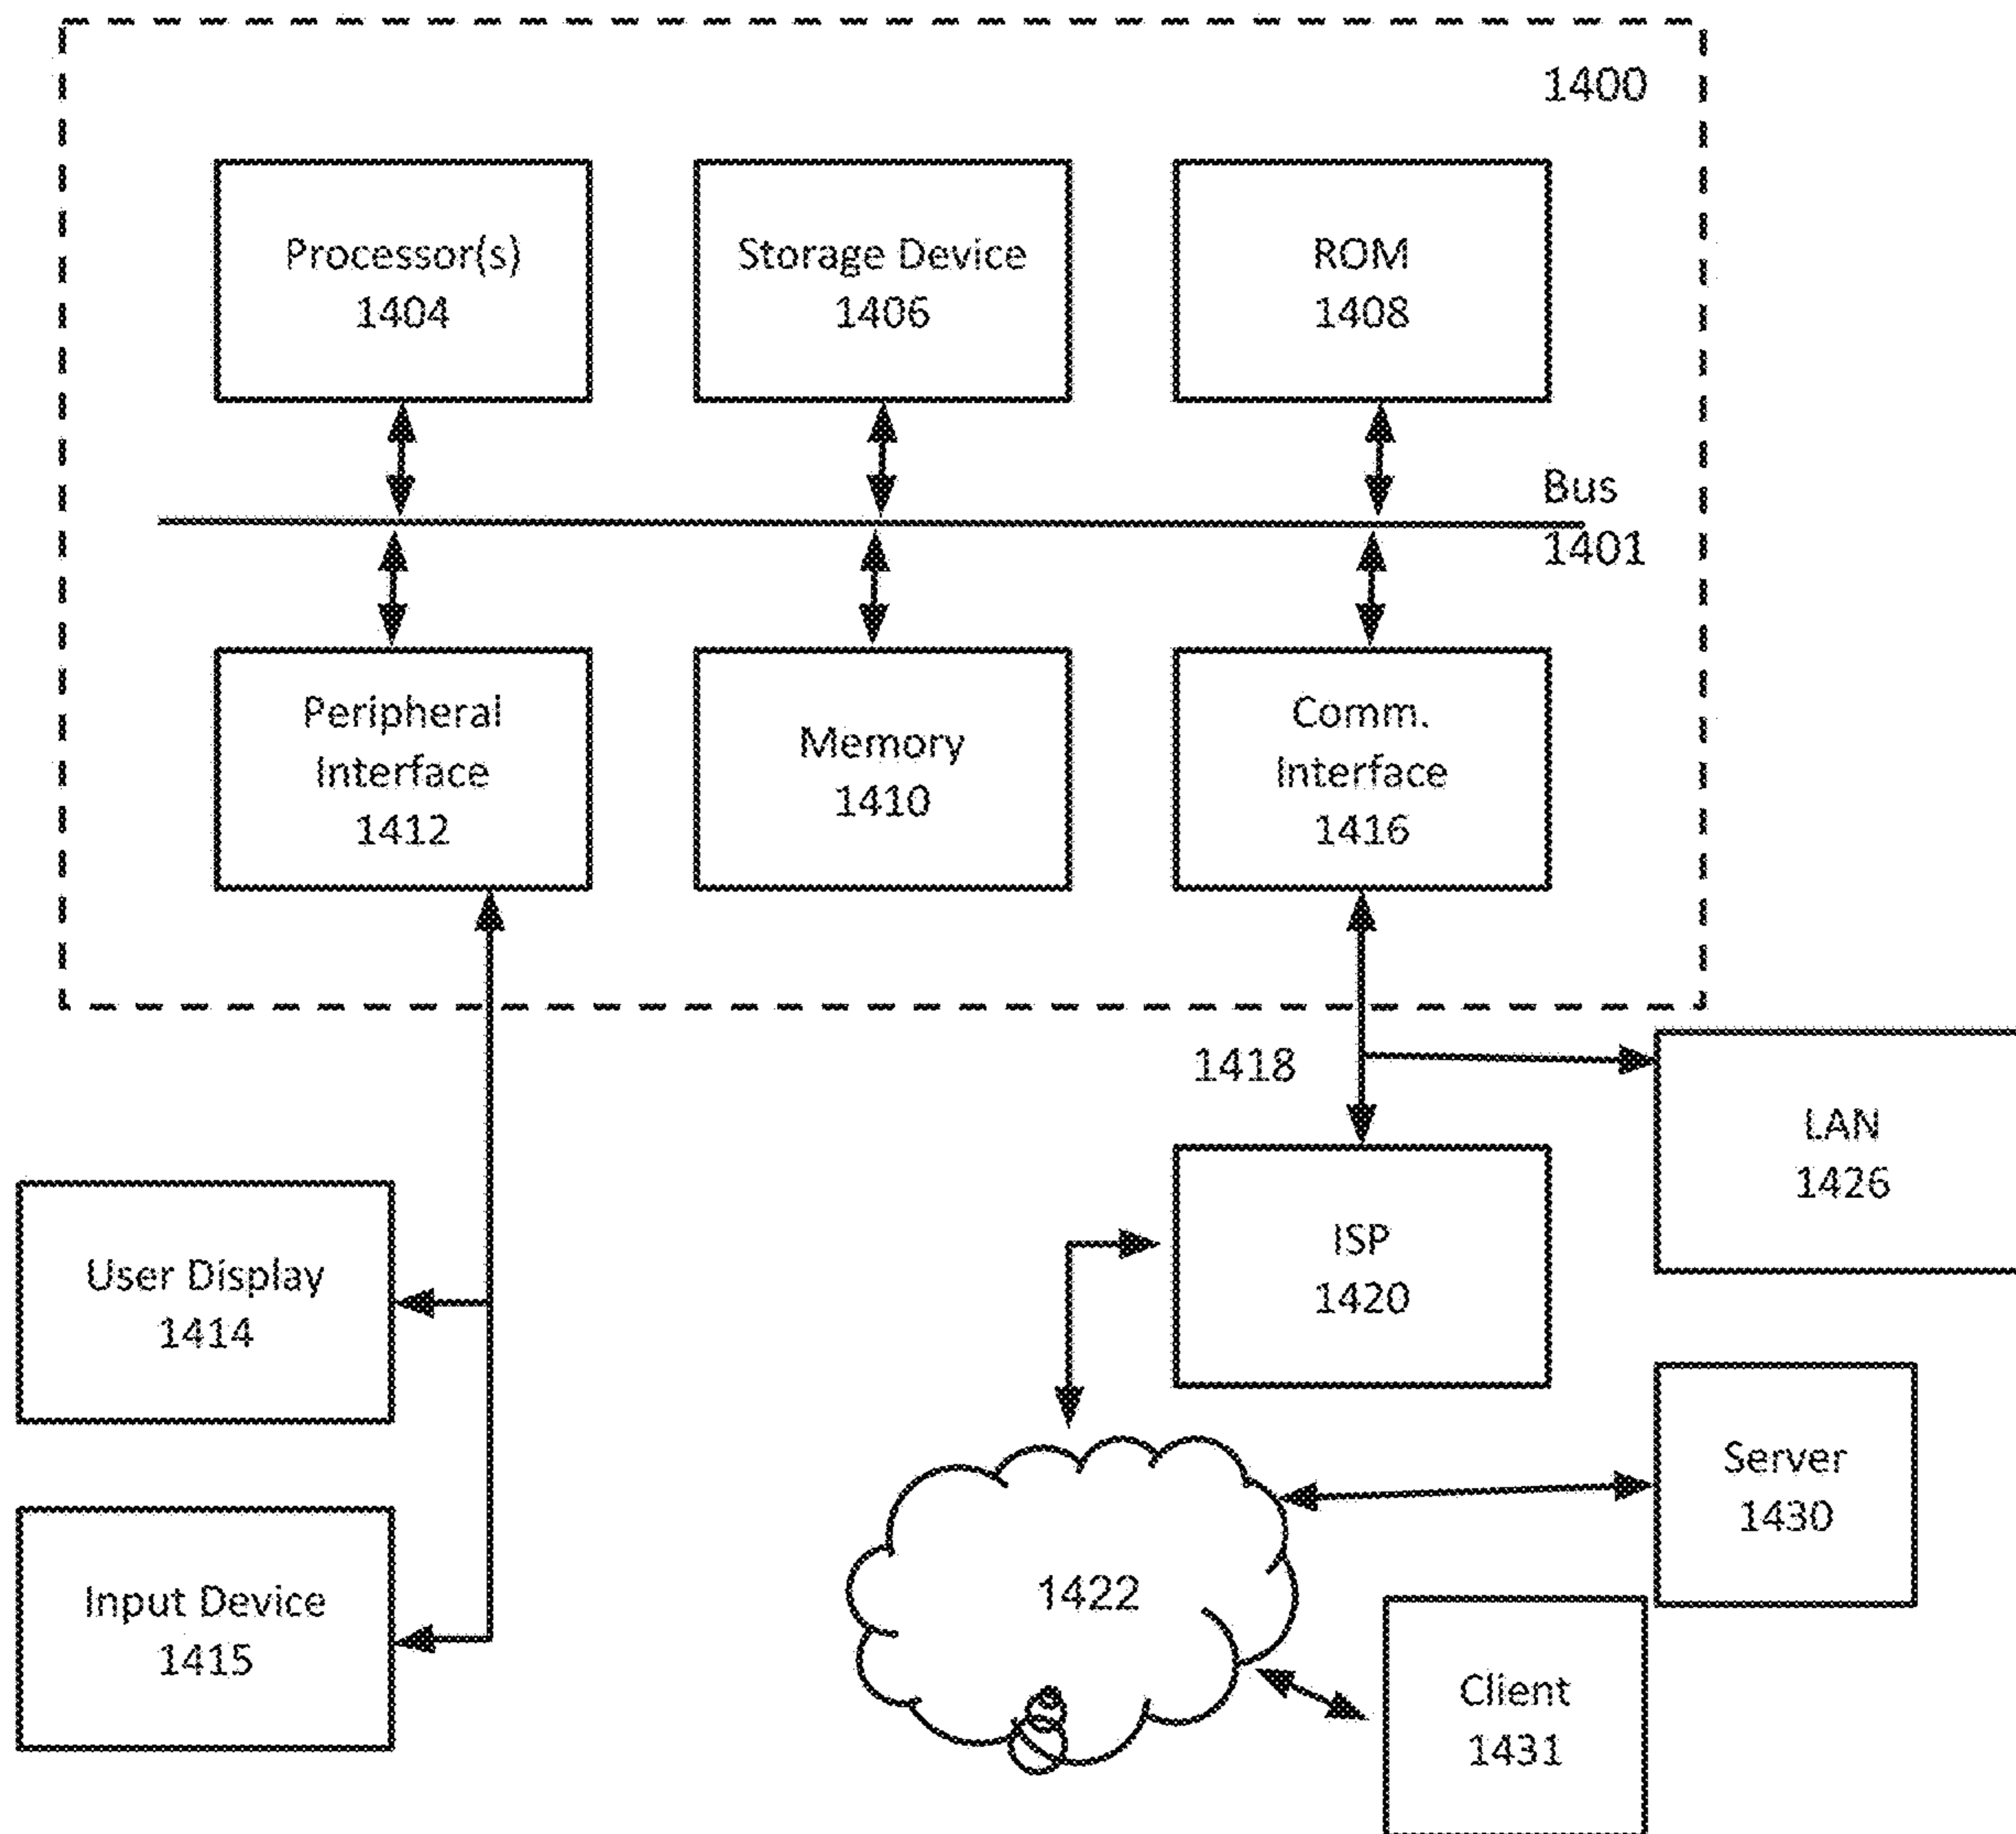 1400
Processor(s)
1404
Storage Device
1406
ROM
1408
Bus
1401
Peripheral
Interface
1412
Memory
1410
Comm.
Interface
1416
1418
LAN
1426
ISP
1420
User Display
1414
Server
1430
Input Device
1415
1422
Client
1431